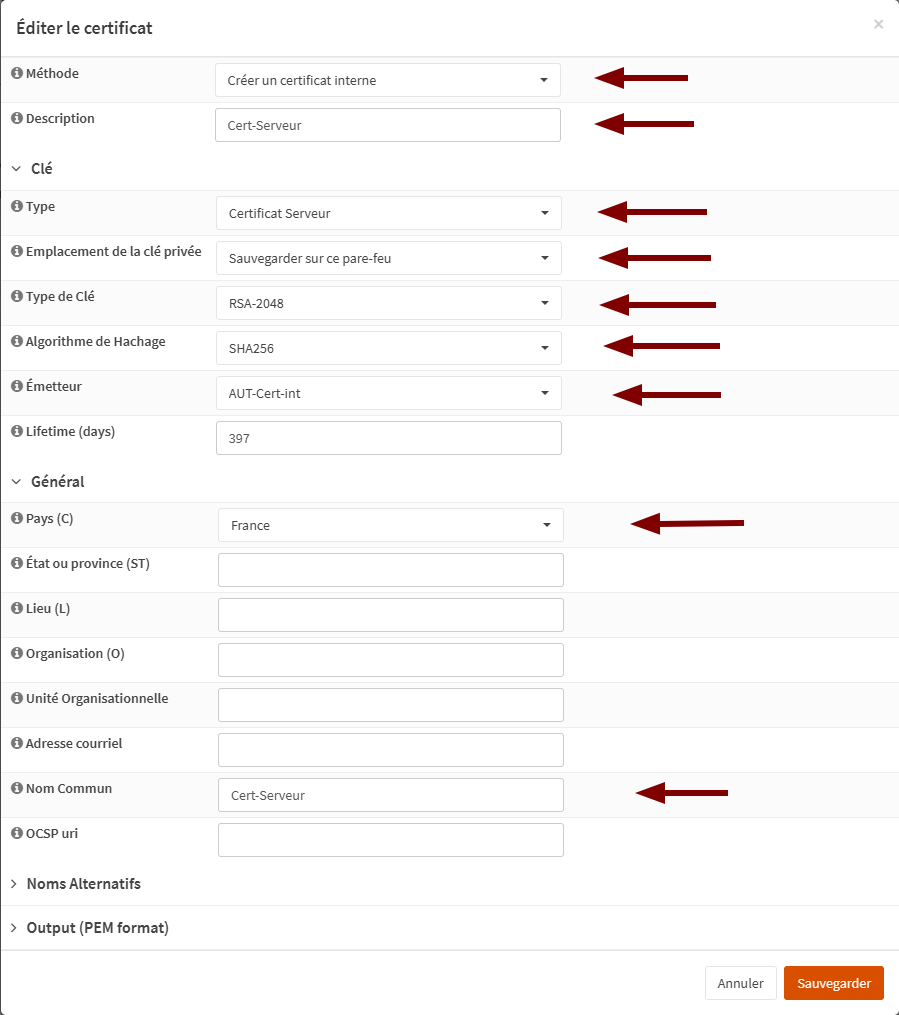 Éditer le certificat
×
Méthode
Créer un certificat interne
Description
Cert-Serveur
Clé
Type
Certificat Serveur
Emplacement de la clé privée
Sauvegarder sur ce pare-feu
Type de Clé
RSA-2048
Algorithme de Hachage
SHA256
Émetteur
AUT-Cert-int
Lifetime (days)
397
Général
Pays (C)
France
État ou province (ST)
Lieu (L)
Organisation (O)
Unité Organisationnelle
Adresse courriel
Nom Commun
Cert-Serveur
OCSP uri
Noms Alternatifs
Output (PEM format)
Annuler
Sauvegarder